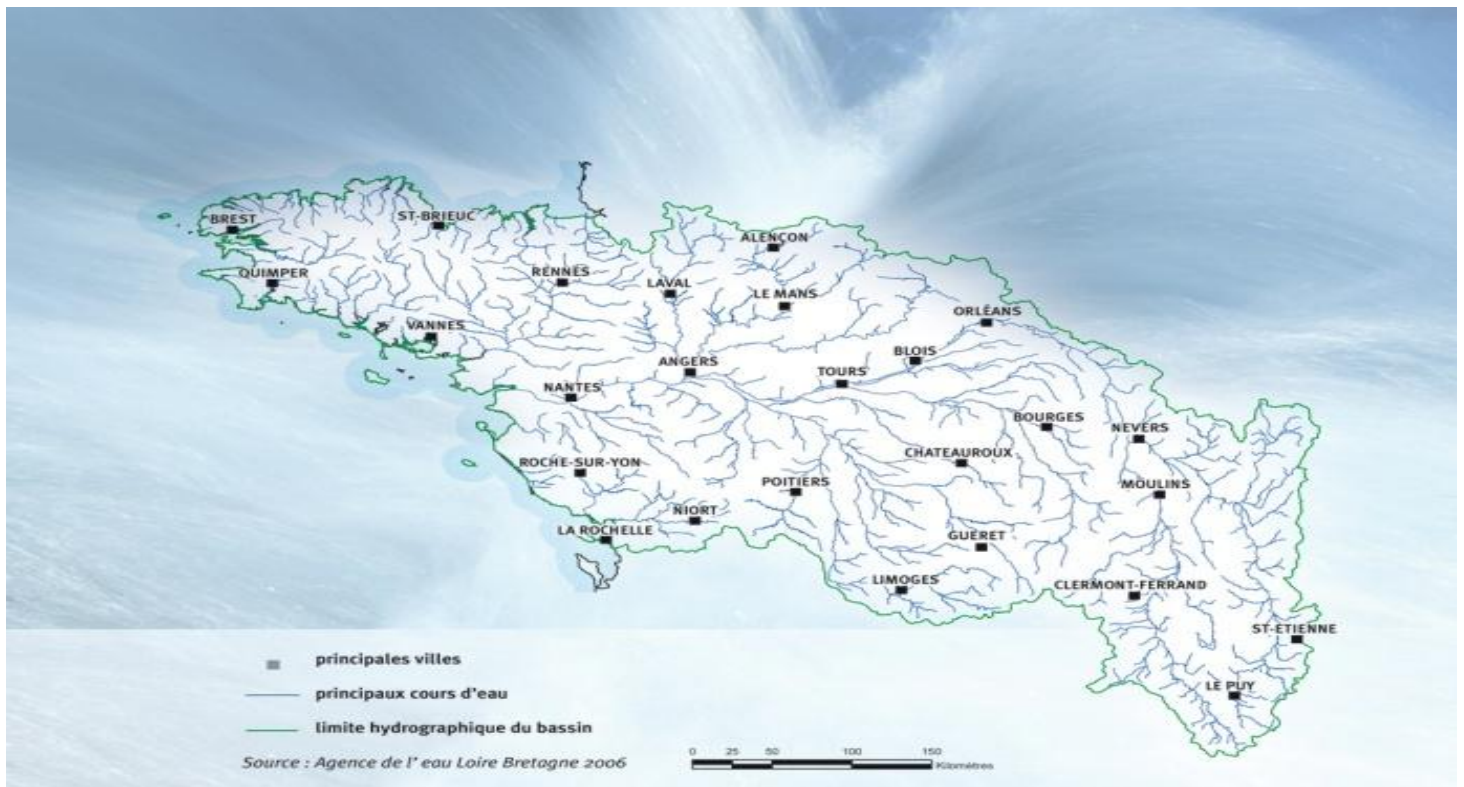 BREST
ST-BRIEUC
ALENÇON
QUIMPER
RENNES
LAVAL
LE MANS
ORLÉANS
VANNES
ANGERS
BLOIS
TOURS
NANTES
BOURGES
NEVERS
ROCHE-SUR-YON
CHATEAUROUX
POITIERS
MOULINS
NIORT
LA ROCHELLE
GUÉRET
LIMOGES
CLERMONT-FERRAND
ST-ETIENNE
LE PUY
principales villes
principaux cours d'eau
limite hydrographique du bassin
Source : Agence de l' eau Loire Bretagne 2006
0 25 50 100 150
Kilomètres